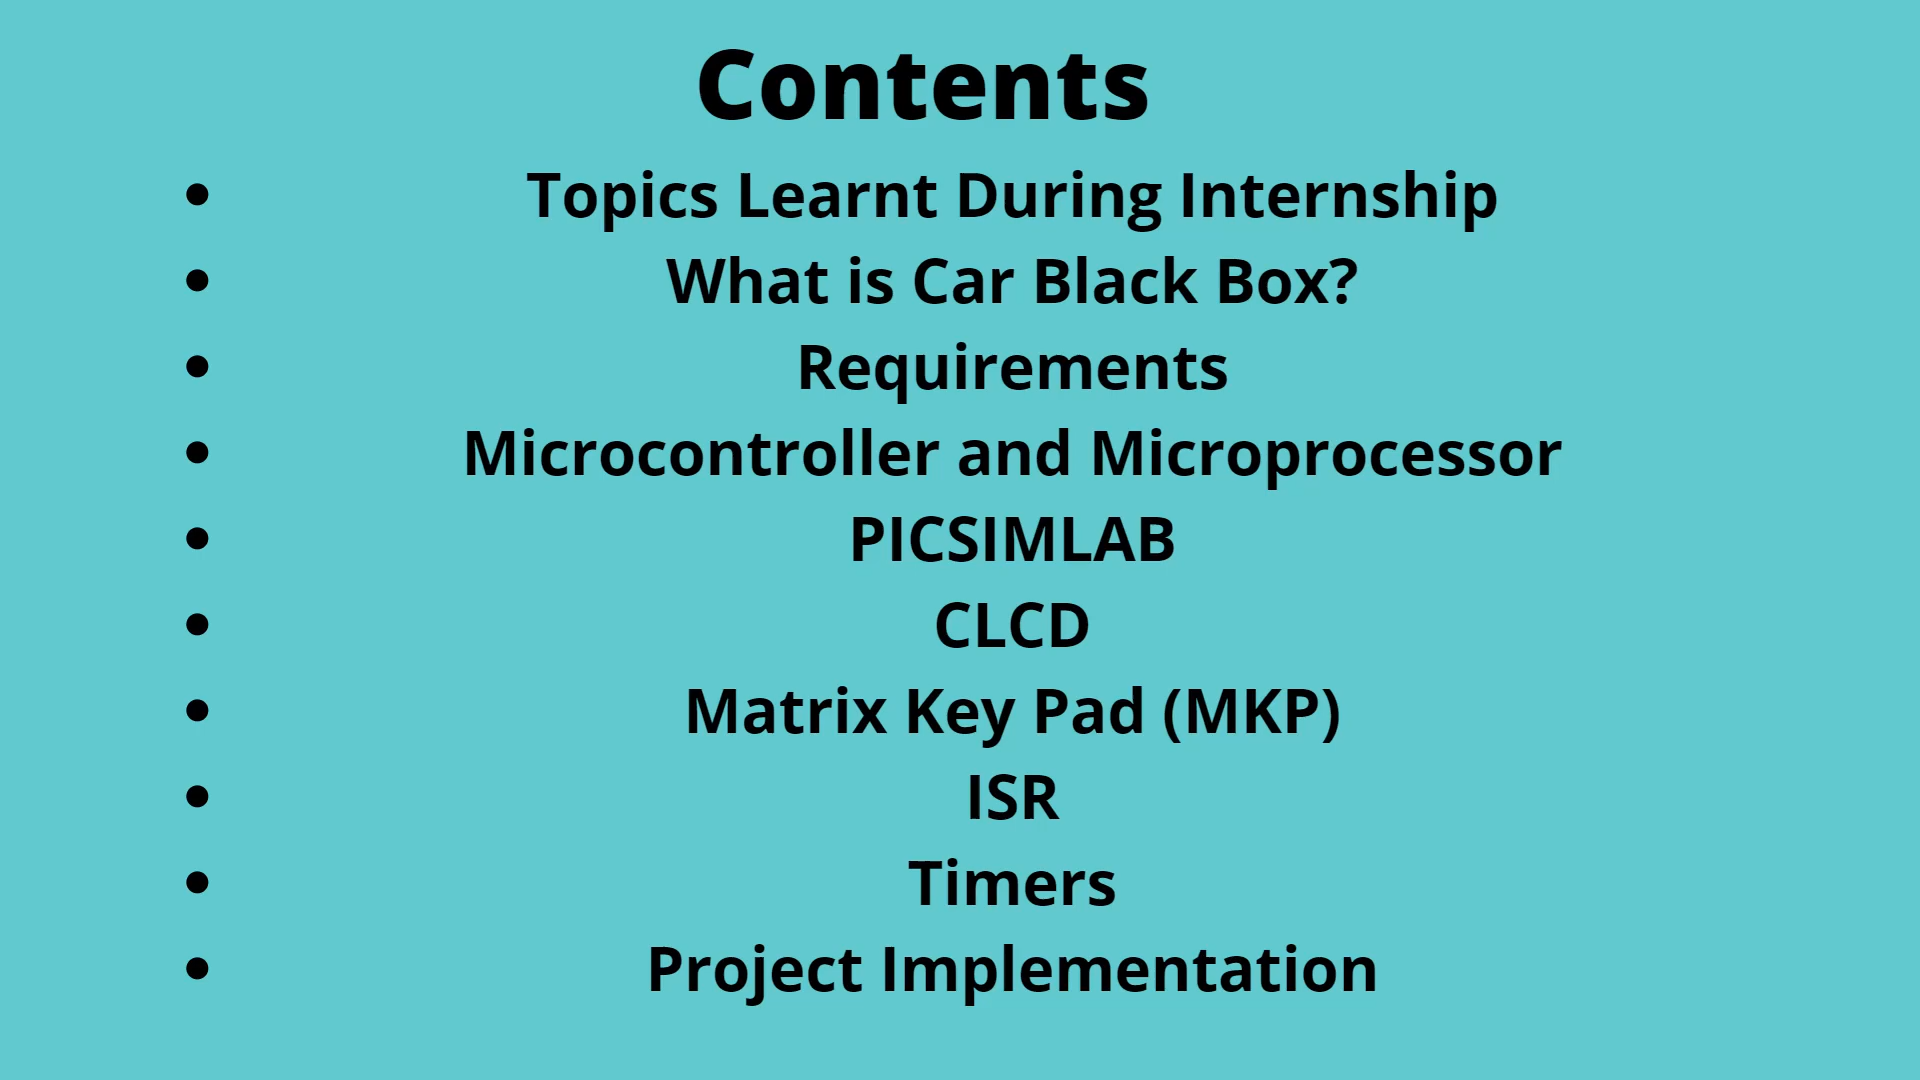 Contents
• Topics Learnt During Internship
• What is Car Black Box?
• Requirements
• Microcontroller and Microprocessor
• PICSIMLAB
• CLCD
• Matrix Key Pad (MKP)
• ISR
• Timers
• Project Implementation